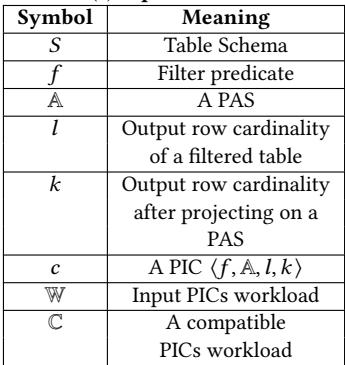 Symbol Meaning
S Table Schema
f Filter predicate
𝔸 A PAS
l Output row cardinality
of a filtered table
k Output row cardinality
after projecting on a
PAS
c A PIC ⟨f, 𝔸, l, k⟩
𝕎 Input PICs workload
ℂ A compatible
PICs workload